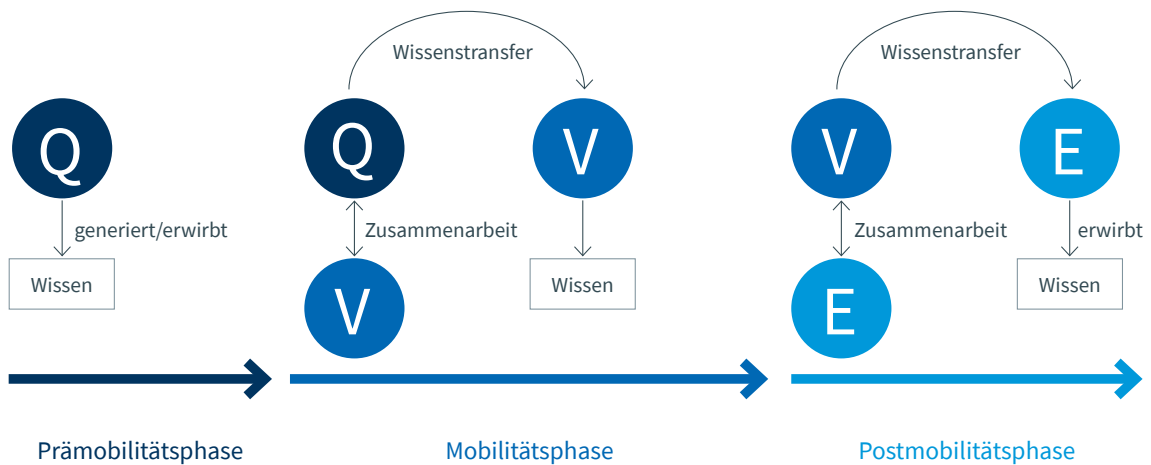 Wissenstransfer
Wissenstransfer
Q
Q
V
V
E
generiert/erwirbt
Zusammenarbeit
Zusammenarbeit
erwirbt
Wissen
Wissen
Wissen
V
E
Prämobilitätsphase
Mobilitätsphase
Postmobilitätsphase